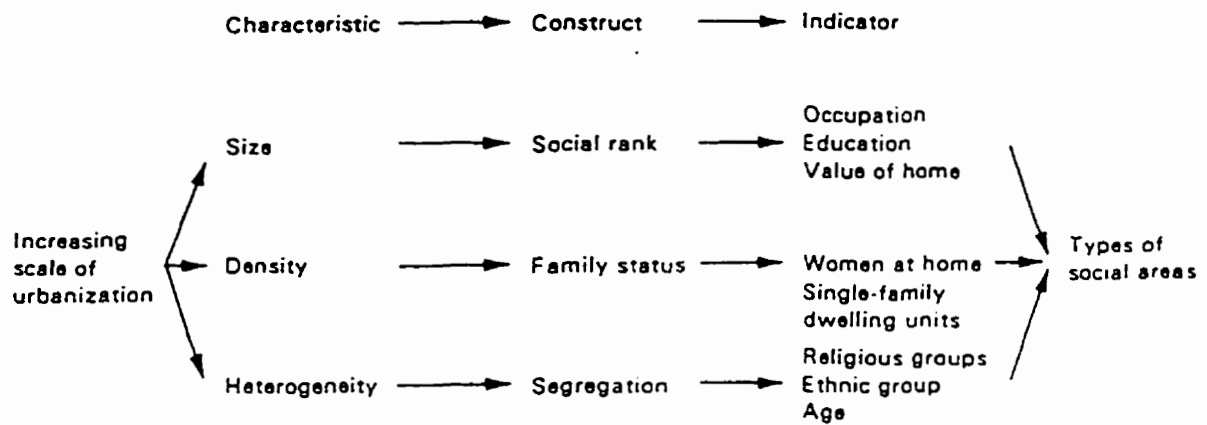 Characteristic Construct Indicator
Size Social rank Occupation
Education
Value of home
Increasing
scale of
urbanization
Density Family status Women at home
Single-family
dwelling units
Types of
social areas
Heterogeneity Segregation Religious groups
Ethnic group
Age